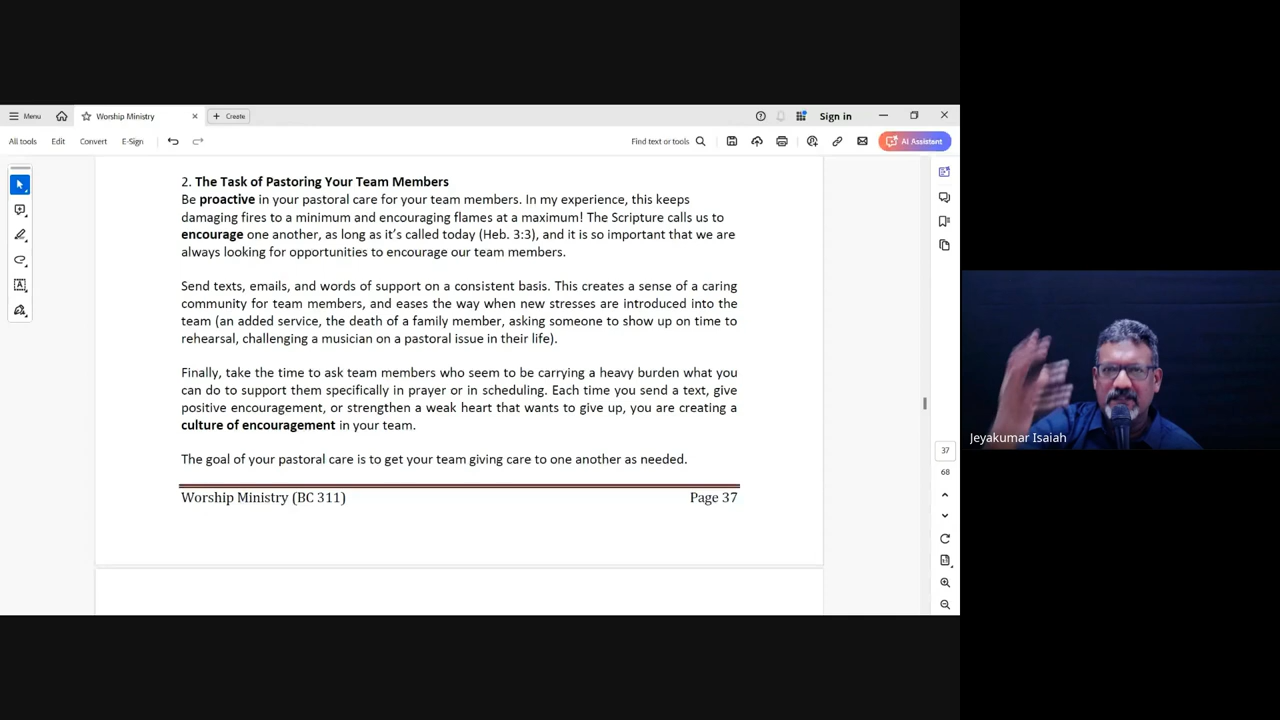 Menu
Worship Ministry
Create
Sign in
All tools
Edit
Convert
E-Sign
Find text or tools
AI Assistant
2. The Task of Pastoring Your Team Members
Be proactive in your pastoral care for your team members. In my experience, this keeps
damaging fires to a minimum and encouraging flames at a maximum! The Scripture calls us to
encourage one another, as long as it’s called today (Heb. 3:3), and it is so important that we are
always looking for opportunities to encourage our team members.
Send texts, emails, and words of support on a consistent basis. This creates a sense of a caring
community for team members, and eases the way when new stresses are introduced into the
team (an added service, the death of a family member, asking someone to show up on time to
rehearsal, challenging a musician on a pastoral issue in their life).
Finally, take the time to ask team members who seem to be carrying a heavy burden what you
can do to support them specifically in prayer or in scheduling. Each time you send a text, give
positive encouragement, or strengthen a weak heart that wants to give up, you are creating a
culture of encouragement in your team.
The goal of your pastoral care is to get your team giving care to one another as needed.
Worship Ministry (BC 311)
Page 37
37
68
Jeyakumar Isaiah